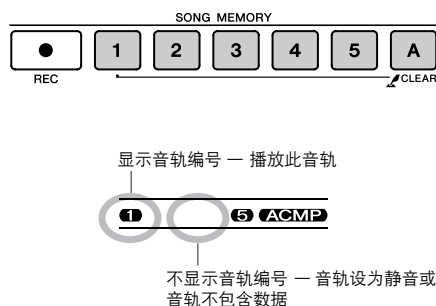 SONG MEMORY
● 1 2 3 4 5 A
REC CLEAR
显示音轨编号 — 播放此音轨
1 5 ACMP
不显示音轨编号 — 音轨设为静音或
音轨不包含数据